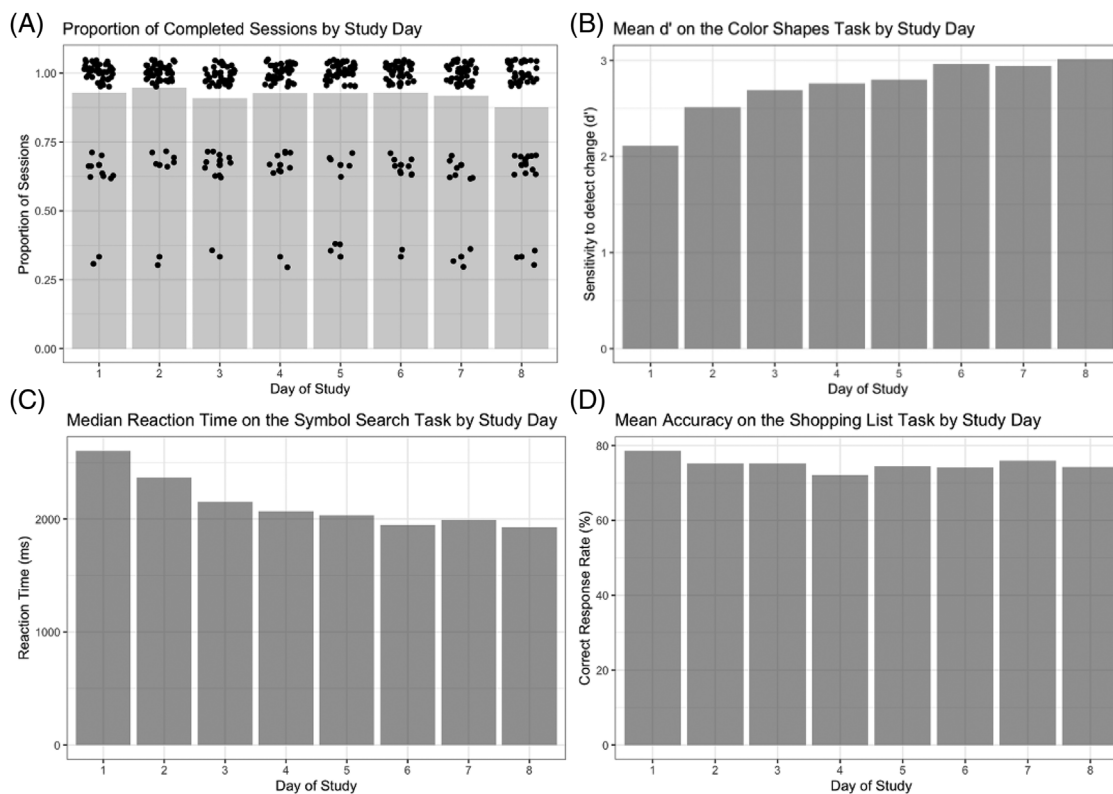 (A)
Proportion of Completed Sessions by Study Day
1.00
0.75
0.50
0.25
0.00
Proportion of Sessions
1 2 3 4 5 6 7 8
Day of Study
(B)
Mean d' on the Color Shapes Task by Study Day
3
2
1
0
Sensitivity to detect change (d')
1 2 3 4 5 6 7 8
Day of Study
(C)
Median Reaction Time on the Symbol Search Task by Study Day
2000
1000
0
Reaction Time (ms)
1 2 3 4 5 6 7 8
Day of Study
(D)
Mean Accuracy on the Shopping List Task by Study Day
80
60
40
20
0
Correct Response Rate (%)
1 2 3 4 5 6 7 8
Day of Study